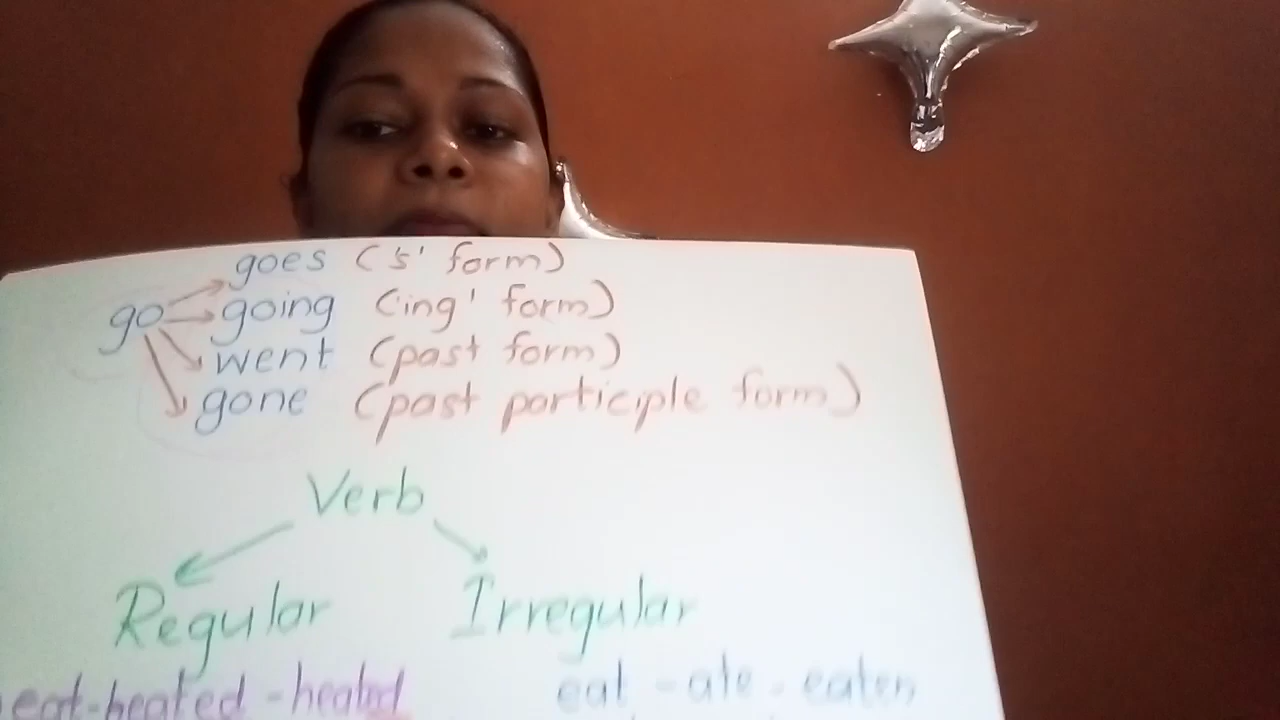 goes ('s' form)
go going ('ing' form)
went (past form)
gone (past participle form)
Verb
Regular Irregular
eat-heated-heated eat - ate - eaten